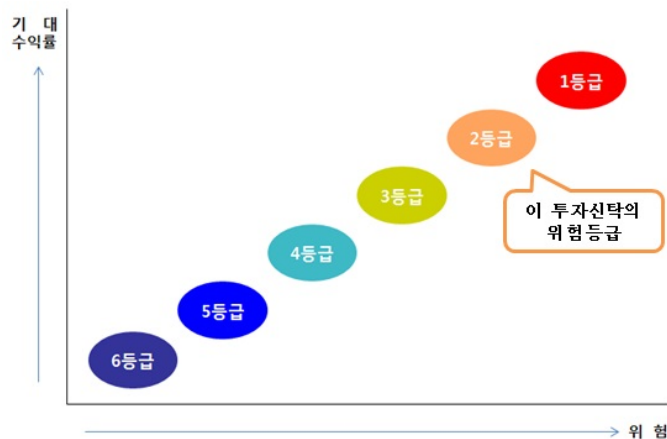 기 대
수익률
1등급
2등급
3등급
이 투자신탁의
위험등급
4등급
5등급
6등급
위 험